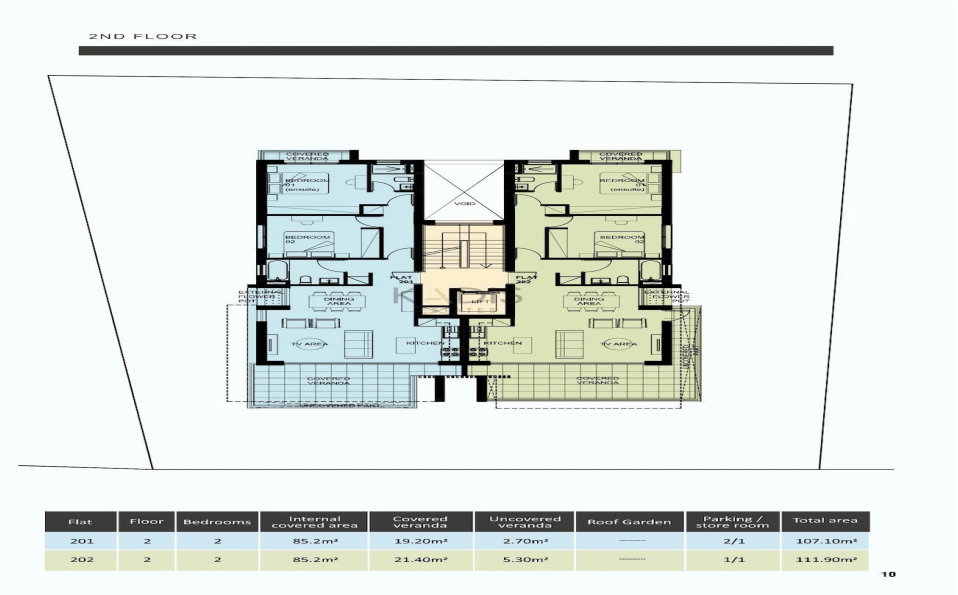 2ND FLOOR
COVERED
VERANDA
COVERED
VERANDA
BEDROOM
01
(ensuite)
BEDROOM
01
(ensuite)
VOID
BEDROOM
02
BEDROOM
02
FLAT
201
FLAT
202
EXTERNAL
FLOWER
POT
DINING
AREA
LIFT
DINING
AREA
EXTERNAL
FLOWER
POT
TV AREA
KITCHEN
KITCHEN
TV AREA
COVERED
VERANDA
COVERED
VERANDA
UNCOVERED PART
Flat Floor Bedrooms Internal covered area Covered veranda Uncovered veranda Roof Garden Parking / store room Total area
201 2 2 85.2m² 19.20m² 2.70m² -------- 2/1 107.10m²
202 2 2 85.2m² 21.40m² 5.30m² -------- 1/1 111.90m²
10